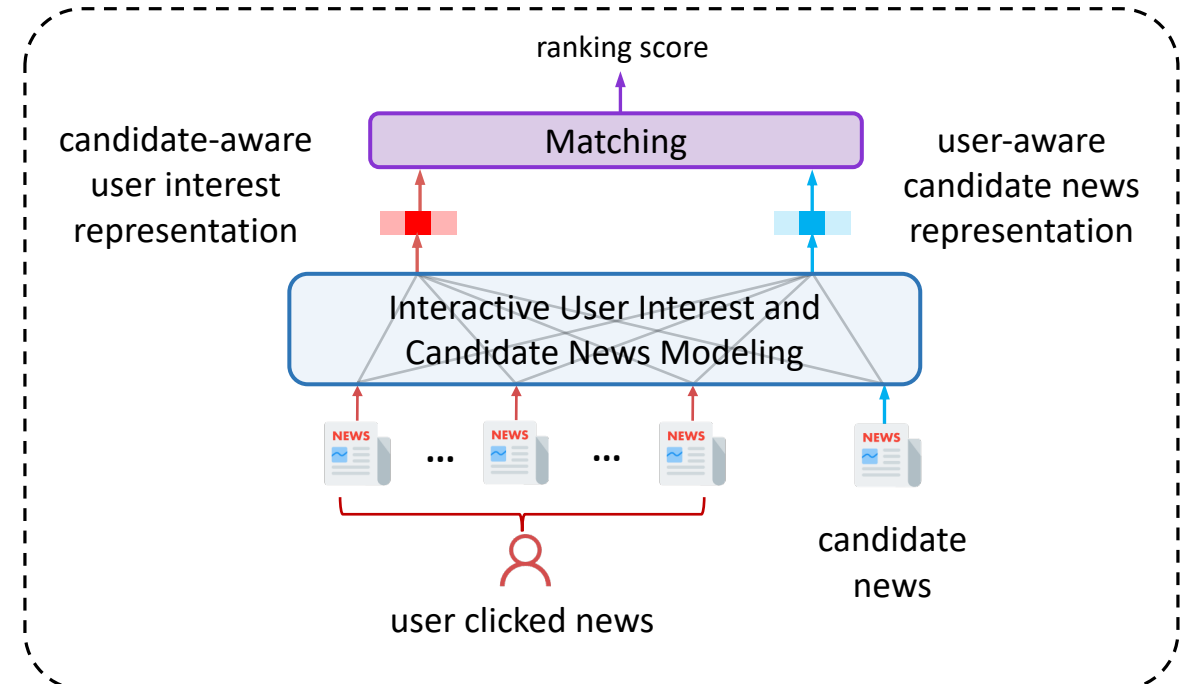 ranking score
Matching
candidate-aware
user interest
representation
user-aware
candidate news
representation
Interactive User Interest and
Candidate News Modeling
NEWS
...
NEWS
...
NEWS
NEWS
candidate
news
user clicked news